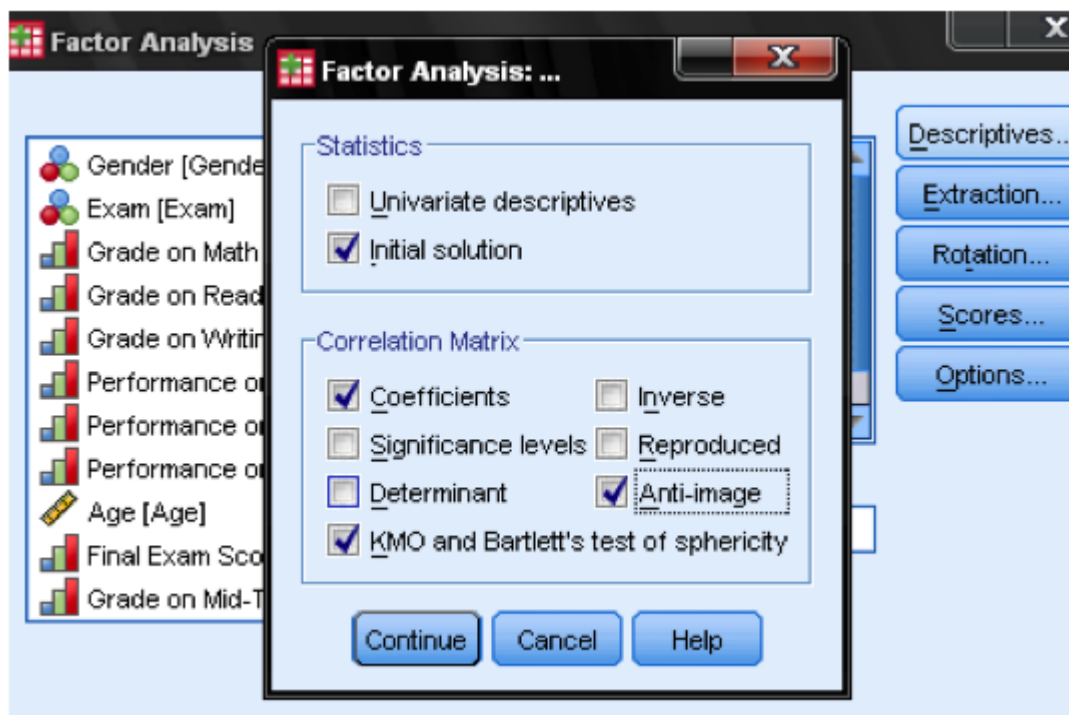 Factor Analysis
Factor Analysis: ...
Gender [Gende
Exam [Exam]
Grade on Math
Grade on Read
Grade on Writin
Performance o
Performance o
Performance o
Age [Age]
Final Exam Sco
Grade on Mid-T
Statistics
Univariate descriptives
Initial solution
Correlation Matrix
Coefficients
Inverse
Significance levels
Reproduced
Determinant
Anti-image
KMO and Bartlett's test of sphericity
Continue
Cancel
Help
Descriptives...
Extraction...
Rotation...
Scores...
Options...